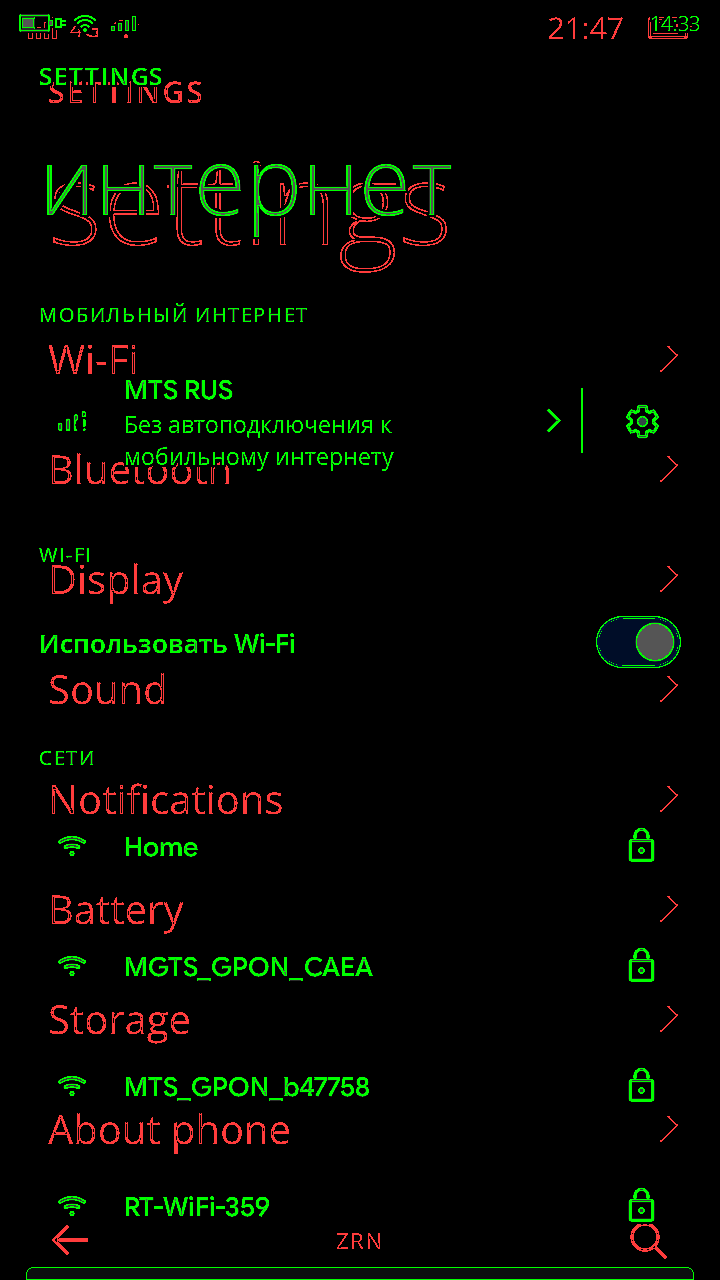 4G 21:47 14:33
SETTINGS
SETTINGS
интернет
settings
МОБИЛЬНЫЙ ИНТЕРНЕТ
Wi-Fi
MTS RUS
Без автоподключения к
мобильному интернету
Bluetooth
WI-FI
Display
Использовать Wi-Fi
Sound
СЕТИ
Notifications
Home
Battery
MGTS_GPON_CAEA
Storage
MTS_GPON_b47758
About phone
RT-WiFi-359
ZRN